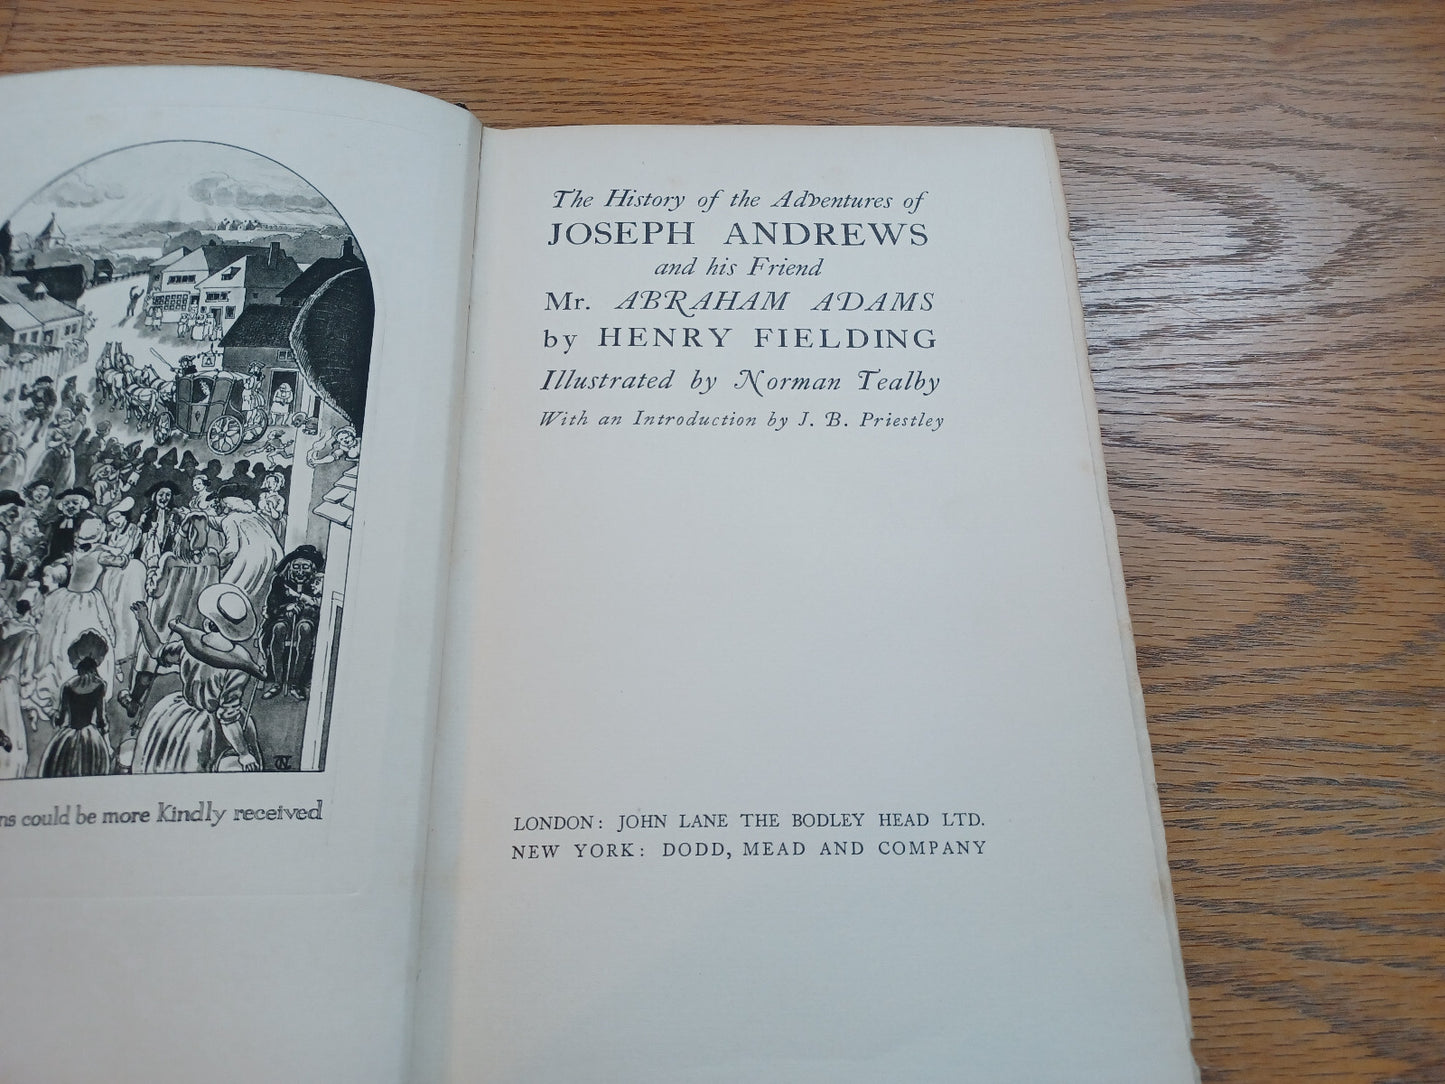 The History of the Adventures of
JOSEPH ANDREWS
and his Friend
Mr. ABRAHAM ADAMS
by HENRY FIELDING
Illustrated by Norman Tealby
With an Introduction by J. B. Priestley
could be more Kindly received
LONDON: JOHN LANE THE BODLEY HEAD LTD.
NEW YORK: DODD, MEAD AND COMPANY